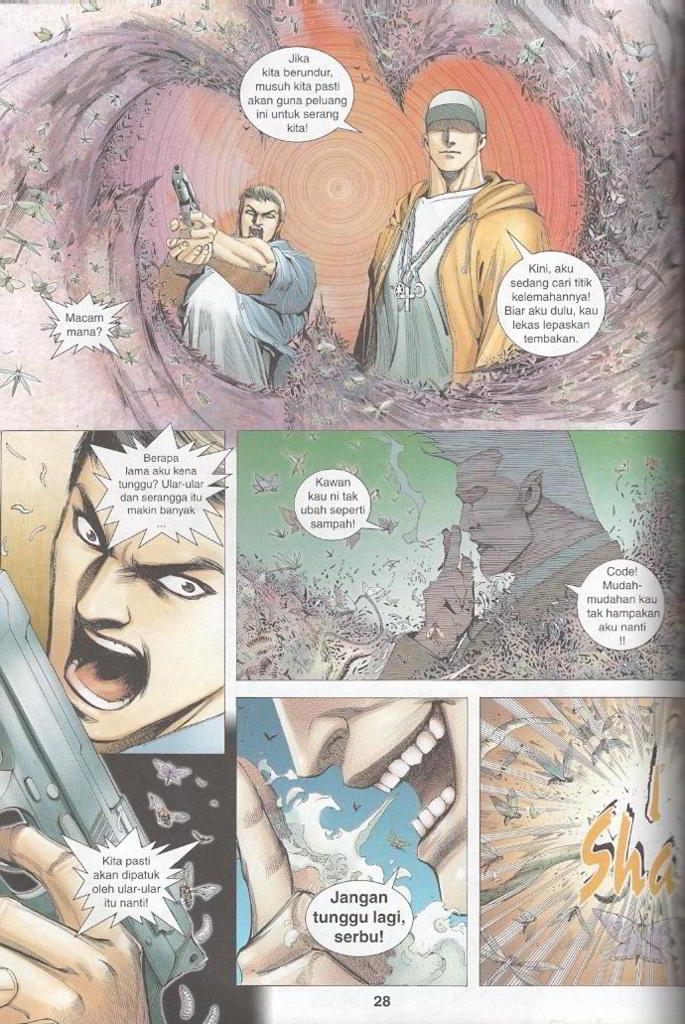 Jika
kita berundur,
musuh kita pasti
akan guna peluang
ini untuk serang
kita!
Kini, aku
sedang cari titik
kelemahannya!
Biar aku dulu, kau
lekas lepaskan
tembakan.
Macam
mana?
Berapa
lama aku kena
tunggu? Ular-ular
dan serangga itu
makin banyak
...
Kita pasti
akan dipatuk
oleh ular-ular
itu nanti!
Kawan
kau ni tak
ubah seperti
sampah!
Code!
Mudah-
mudahan kau
tak hampakan
aku nanti
!!
Jangan
tunggu lagi,
serbu!
Sha
28